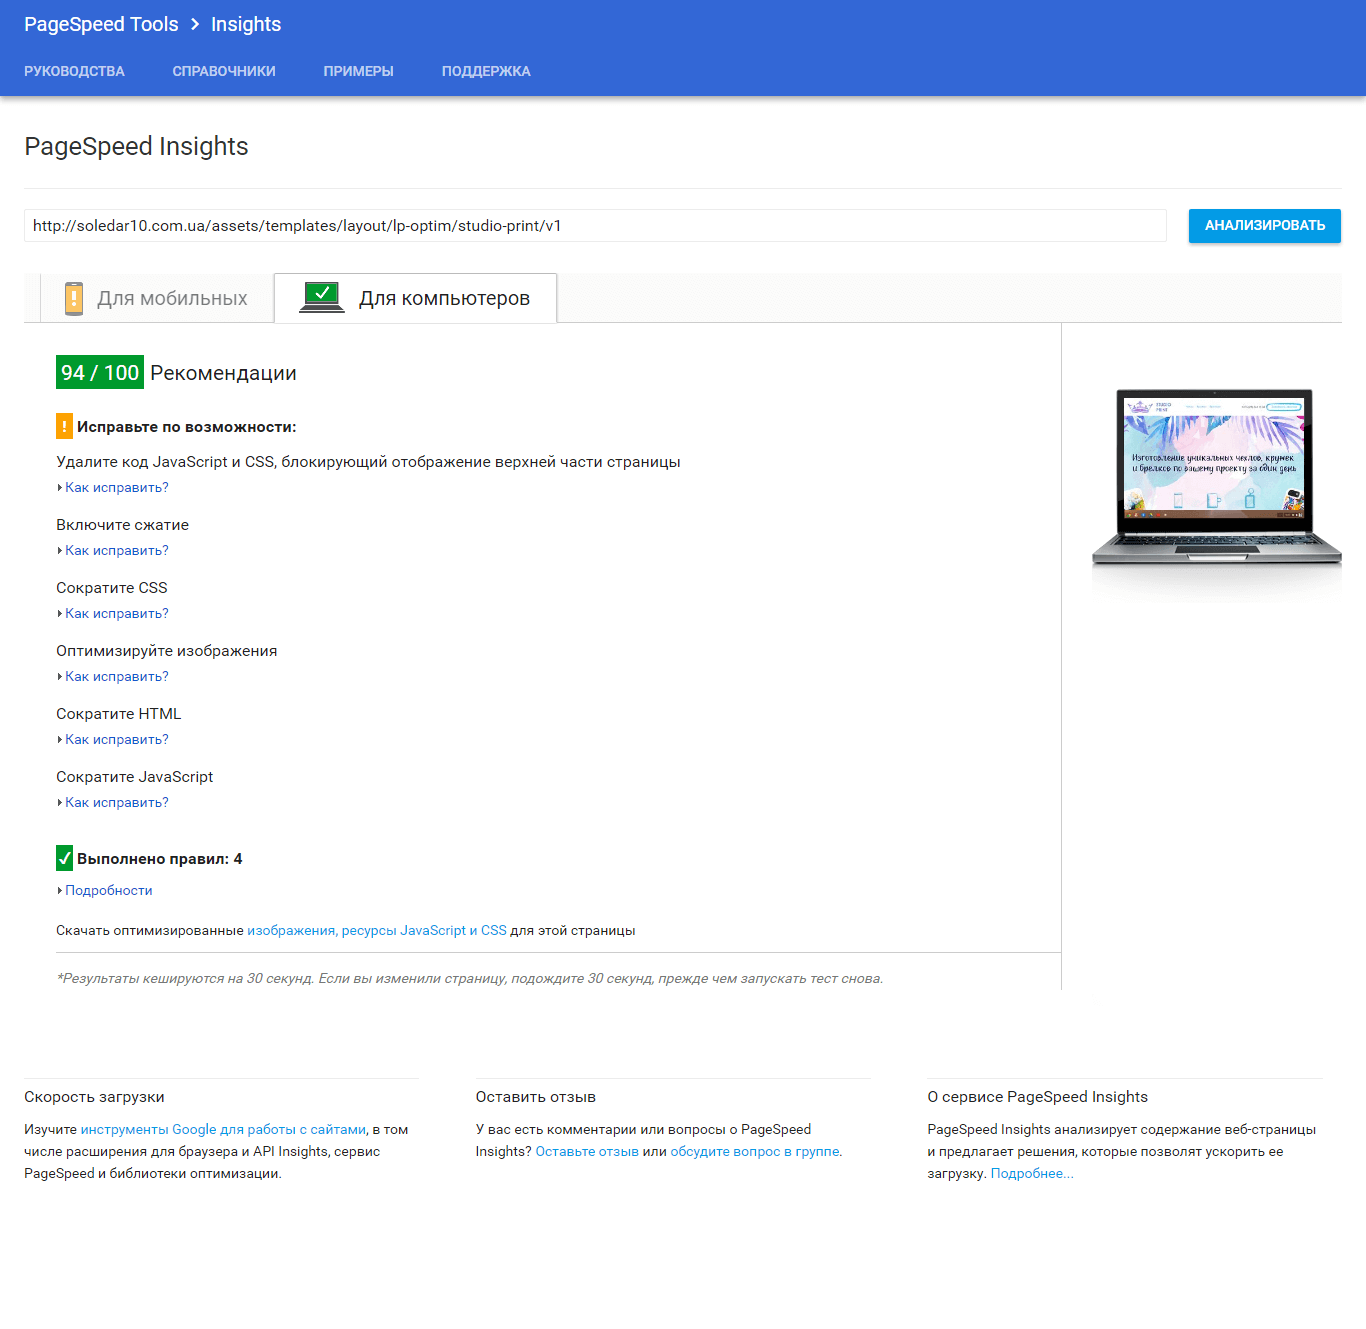 PageSpeed Tools > Insights
РУКОВОДСТВА СПРАВОЧНИКИ ПРИМЕРЫ ПОДДЕРЖКА
PageSpeed Insights
http://soledar10.com.ua/assets/templates/layout/lp-optim/studio-print/v1
АНАЛИЗИРОВАТЬ
Для мобильных
Для компьютеров
94 / 100 Рекомендации
! Исправьте по возможности:
Удалите код JavaScript и CSS, блокирующий отображение верхней части страницы
Как исправить?
Включите сжатие
Как исправить?
Сократите CSS
Как исправить?
Оптимизируйте изображения
Как исправить?
Сократите HTML
Как исправить?
Сократите JavaScript
Как исправить?
Выполнено правил: 4
Подробности
Скачать оптимизированные изображения, ресурсы JavaScript и CSS для этой страницы
*Результаты кешируются на 30 секунд. Если вы изменили страницу, подождите 30 секунд, прежде чем запускать тест снова.
STUDIO
PRINT
Изготовление уникальных чехлов, кружек
и брелков по вашему проекту за один день
Скорость загрузки
Изучите инструменты Google для работы с сайтами, в том
числе расширения для браузера и API Insights, сервис
PageSpeed и библиотеки оптимизации.
Оставить отзыв
У вас есть комментарии или вопросы о PageSpeed
Insights? Оставьте отзыв или обсудите вопрос в группе.
О сервисе PageSpeed Insights
PageSpeed Insights анализирует содержание веб-страницы
и предлагает решения, которые позволят ускорить ее
загрузку. Подробнее...